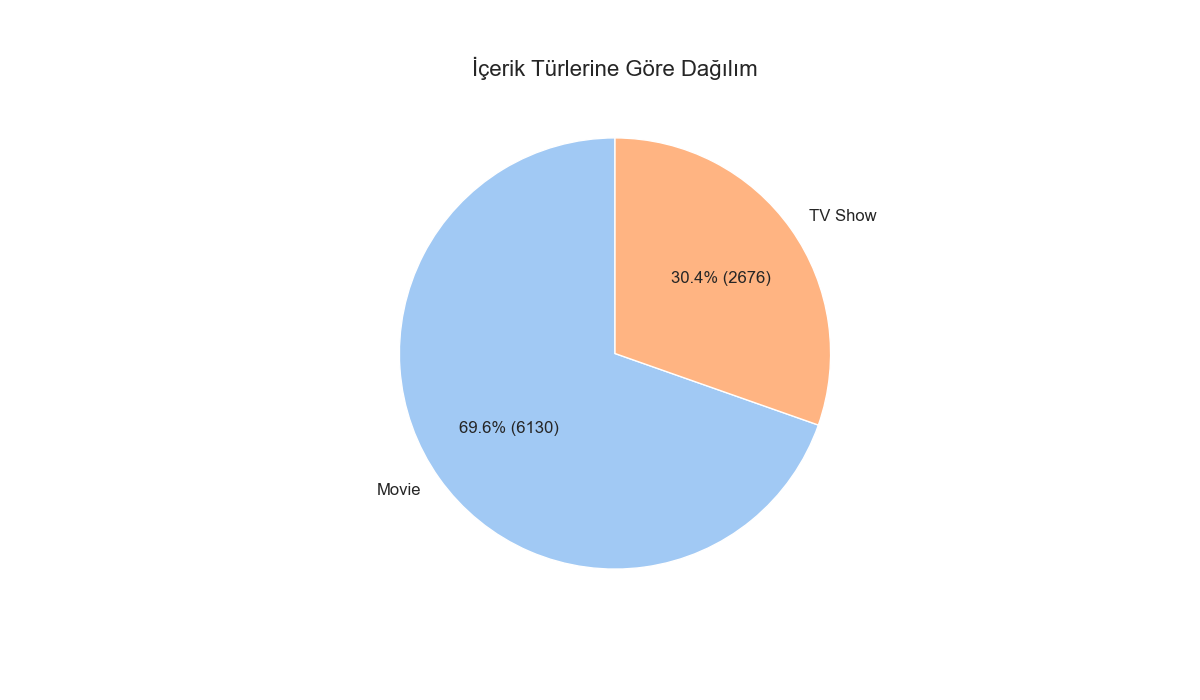 İçerik Türlerine Göre Dağılım
TV Show
30.4% (2676)
69.6% (6130)
Movie